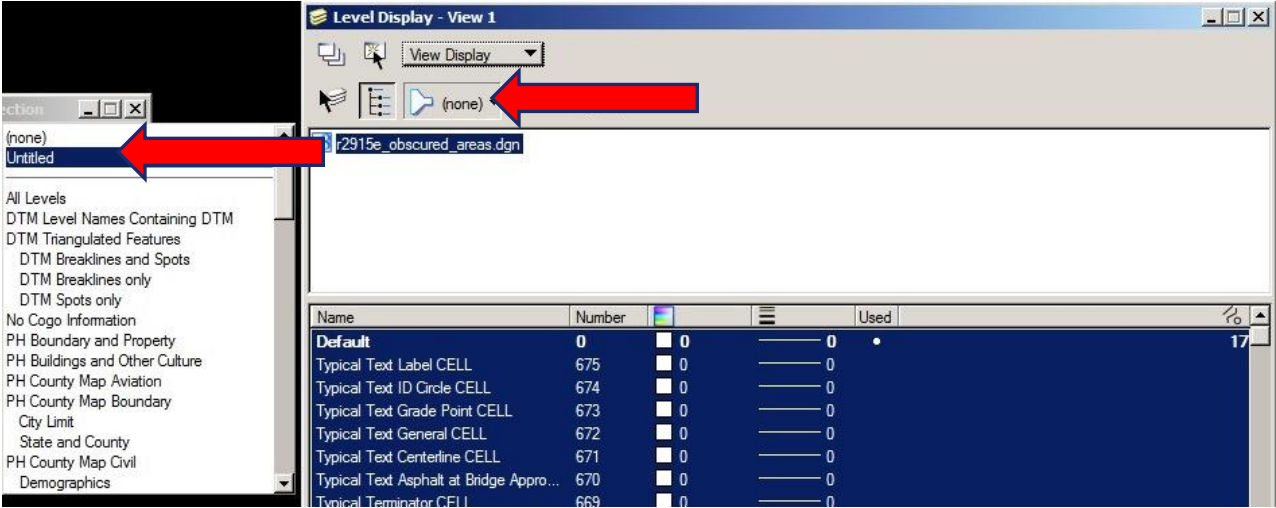 Level Display - View 1
View Display
(none)
r2915e_obscured_areas.dgn
(none)
Untitled
All Levels
DTM Level Names Containing DTM
DTM Triangulated Features
DTM Breaklines and Spots
DTM Breaklines only
DTM Spots only
No Cogo Information
PH Boundary and Property
PH Buildings and Other Culture
PH County Map Aviation
PH County Map Boundary
City Limit
State and County
PH County Map Civil
Demographics
Name Number Used
Default 0 0 0 17
Typical Text Label CELL 675 0 0
Typical Text ID Circle CELL 674 0 0
Typical Text Grade Point CELL 673 0 0
Typical Text General CELL 672 0 0
Typical Text Centerline CELL 671 0 0
Typical Text Asphalt at Bridge Appro... 670 0 0
Typical Terminator CELL 669 0 0